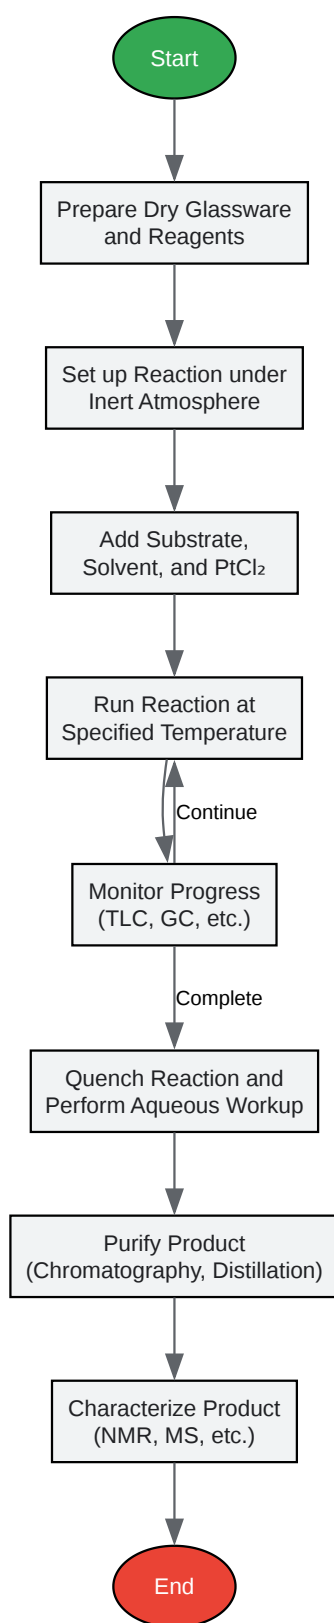 Start
Prepare Dry Glassware
and Reagents
Set up Reaction under
Inert Atmosphere
Add Substrate,
Solvent, and PtCl₂
Run Reaction at
Specified Temperature
Continue
Monitor Progress
(TLC, GC, etc.)
Complete
Quench Reaction and
Perform Aqueous Workup
Purify Product
(Chromatography, Distillation)
Characterize Product
(NMR, MS, etc.)
End